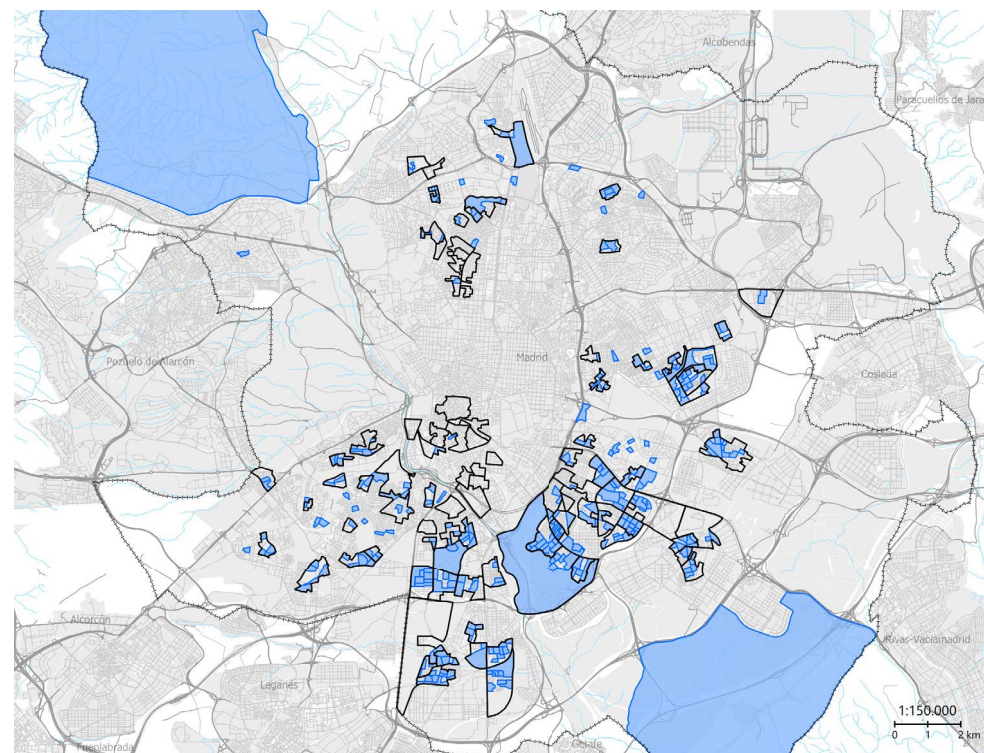 Alcobendas
Paracuellos de Jara
Pozuelo de Alarcón
Madrid
Coslada
Alcorcón
Rivas-Vaciamadrid
Leganés
Fuenlabrada
Getafe
1:150.000
0 1 2 km